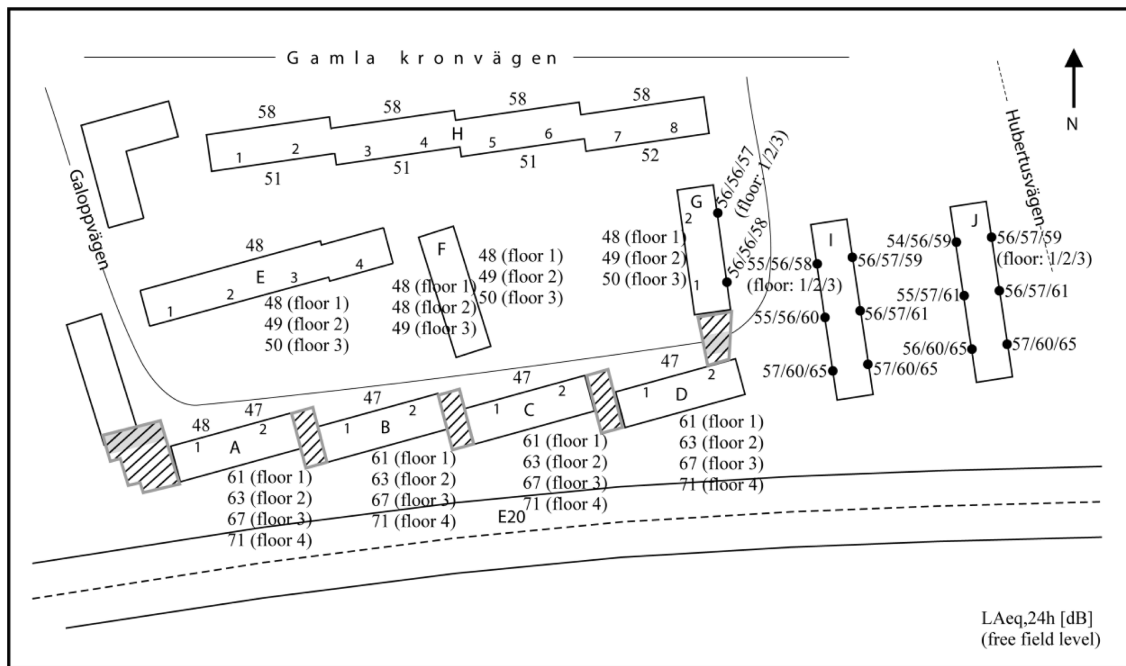 Gamla kronvägen
N
Hubertusvägen
Galoppvägen
58
58
58
58
H
1
2
3
4
5
6
7
8
51
51
51
52
G
2
1
56/56/57
(floor: 1/2/3)
56/56/58
48 (floor 1)
49 (floor 2)
50 (floor 3)
I
55/56/58
(floor: 1/2/3)
55/56/60
57/60/65
56/57/59
56/57/61
57/60/65
J
54/56/59
55/57/61
56/60/65
56/57/59
(floor: 1/2/3)
56/57/61
57/60/65
48
E
1
2
3
4
48 (floor 1)
49 (floor 2)
50 (floor 3)
F
48 (floor 1)
48 (floor 2)
49 (floor 3)
48 (floor 1)
49 (floor 2)
50 (floor 3)
48
47
1
2
A
61 (floor 1)
63 (floor 2)
67 (floor 3)
71 (floor 4)
47
1
2
B
61 (floor 1)
63 (floor 2)
67 (floor 3)
71 (floor 4)
47
1
2
C
61 (floor 1)
63 (floor 2)
67 (floor 3)
71 (floor 4)
47
1
2
D
61 (floor 1)
63 (floor 2)
67 (floor 3)
71 (floor 4)
E20
LAeq,24h [dB]
(free field level)